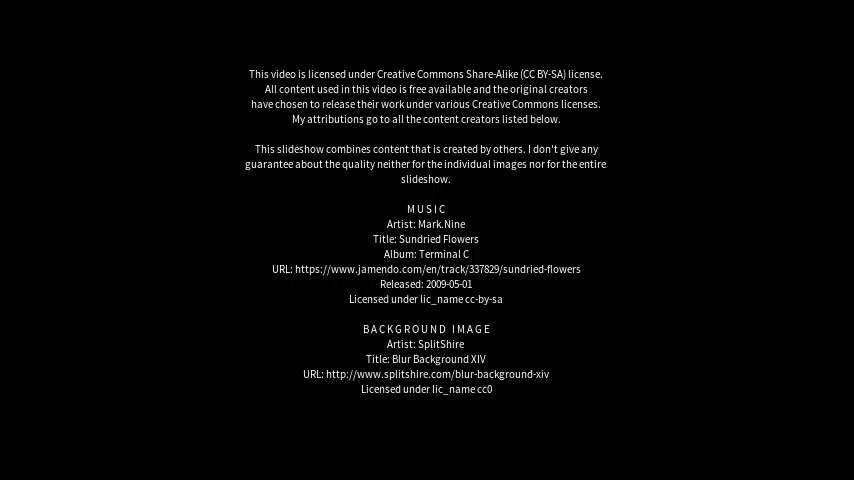 This video is licensed under Creative Commons Share-Alike (CC BY-SA) license.
All content used in this video is free available and the original creators
have chosen to release their work under various Creative Commons licenses.
My attributions go to all the content creators listed below.
This slideshow combines content that is created by others. I don't give any
guarantee about the quality neither for the individual images nor for the entire
slideshow.
MUSIC
Artist: Mark.Nine
Title: Sundried Flowers
Album: Terminal C
URL: https://www.jamendo.com/en/track/337829/sundried-flowers
Released: 2009-05-01
Licensed under lic_name cc-by-sa
BACKGROUND IMAGE
Artist: SplitShire
Title: Blur Background XIV
URL: http://www.splitshire.com/blur-background-xiv
Licensed under lic_name cc0